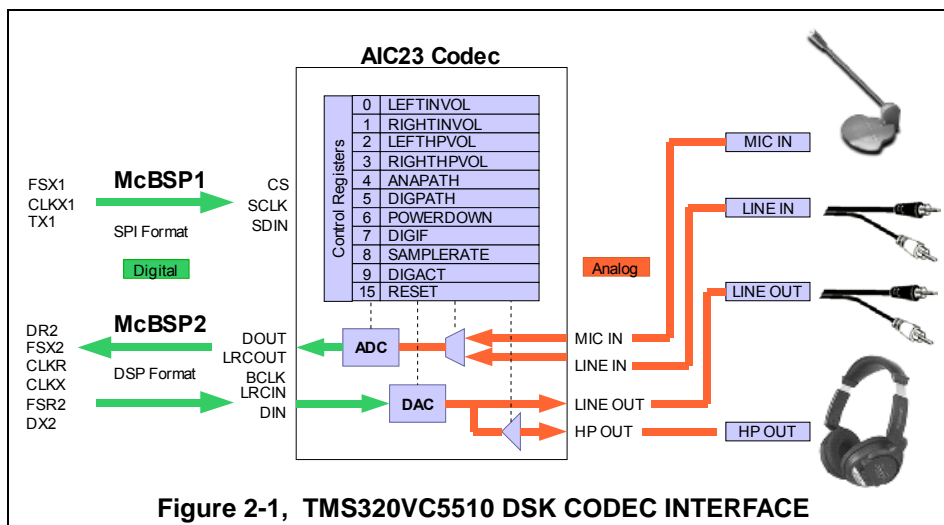 AIC23 Codec
Control Registers
0 LEFTINVOL
1 RIGHTINVOL
2 LEFTHPVOL
3 RIGHTHPVOL
4 ANAPATH
5 DIGPATH
6 POWERDOWN
7 DIGIF
8 SAMPLERATE
9 DIGACT
15 RESET
McBSP1
FSX1
CLKX1
TX1
SPI Format
CS
SCLK
SDIN
Digital
Analog
McBSP2
DR2
FSX2
CLKR
CLKX
FSR2
DX2
DSP Format
DOUT
LRCOUT
BCLK
LRCIN
DIN
ADC
DAC
MIC IN
LINE IN
LINE OUT
HP OUT
MIC IN
LINE IN
LINE OUT
HP OUT
Figure 2-1, TMS320VC5510 DSK CODEC INTERFACE